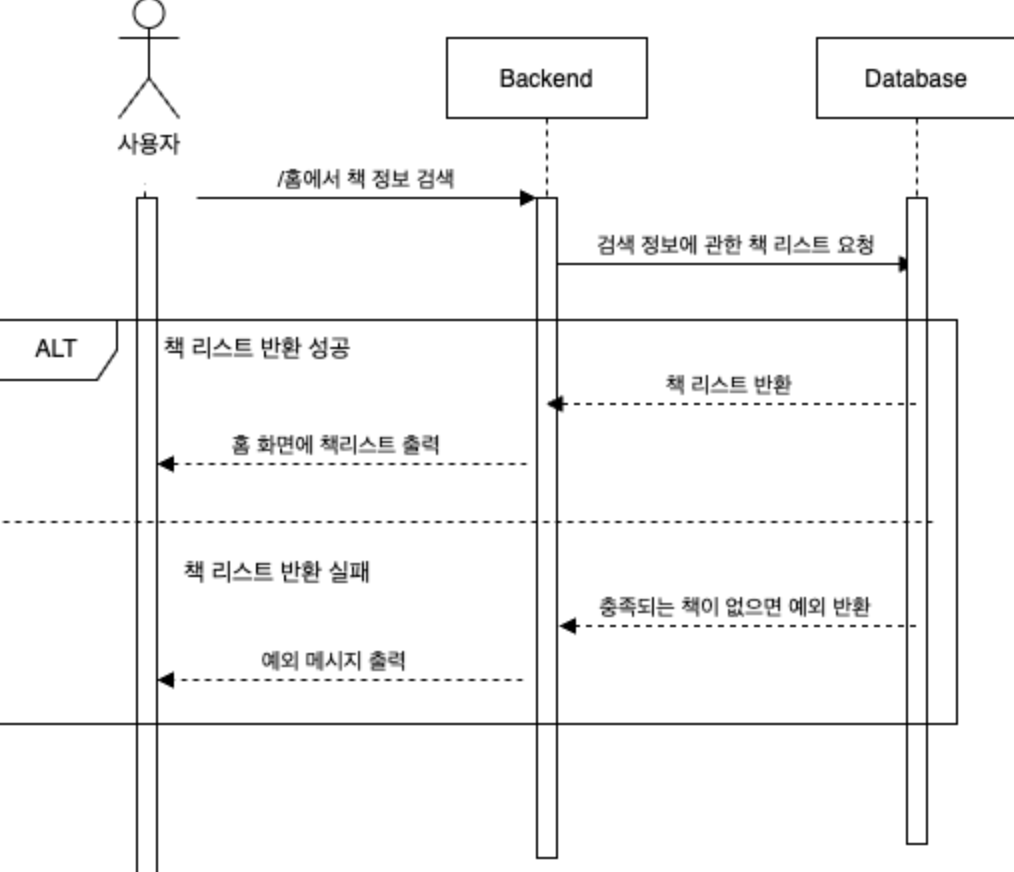 사용자
Backend
Database
/홈에서 책 정보 검색
검색 정보에 관한 책 리스트 요청
ALT
책 리스트 반환 성공
책 리스트 반환
홈 화면에 책리스트 출력
책 리스트 반환 실패
충족되는 책이 없으면 예외 반환
예외 메시지 출력